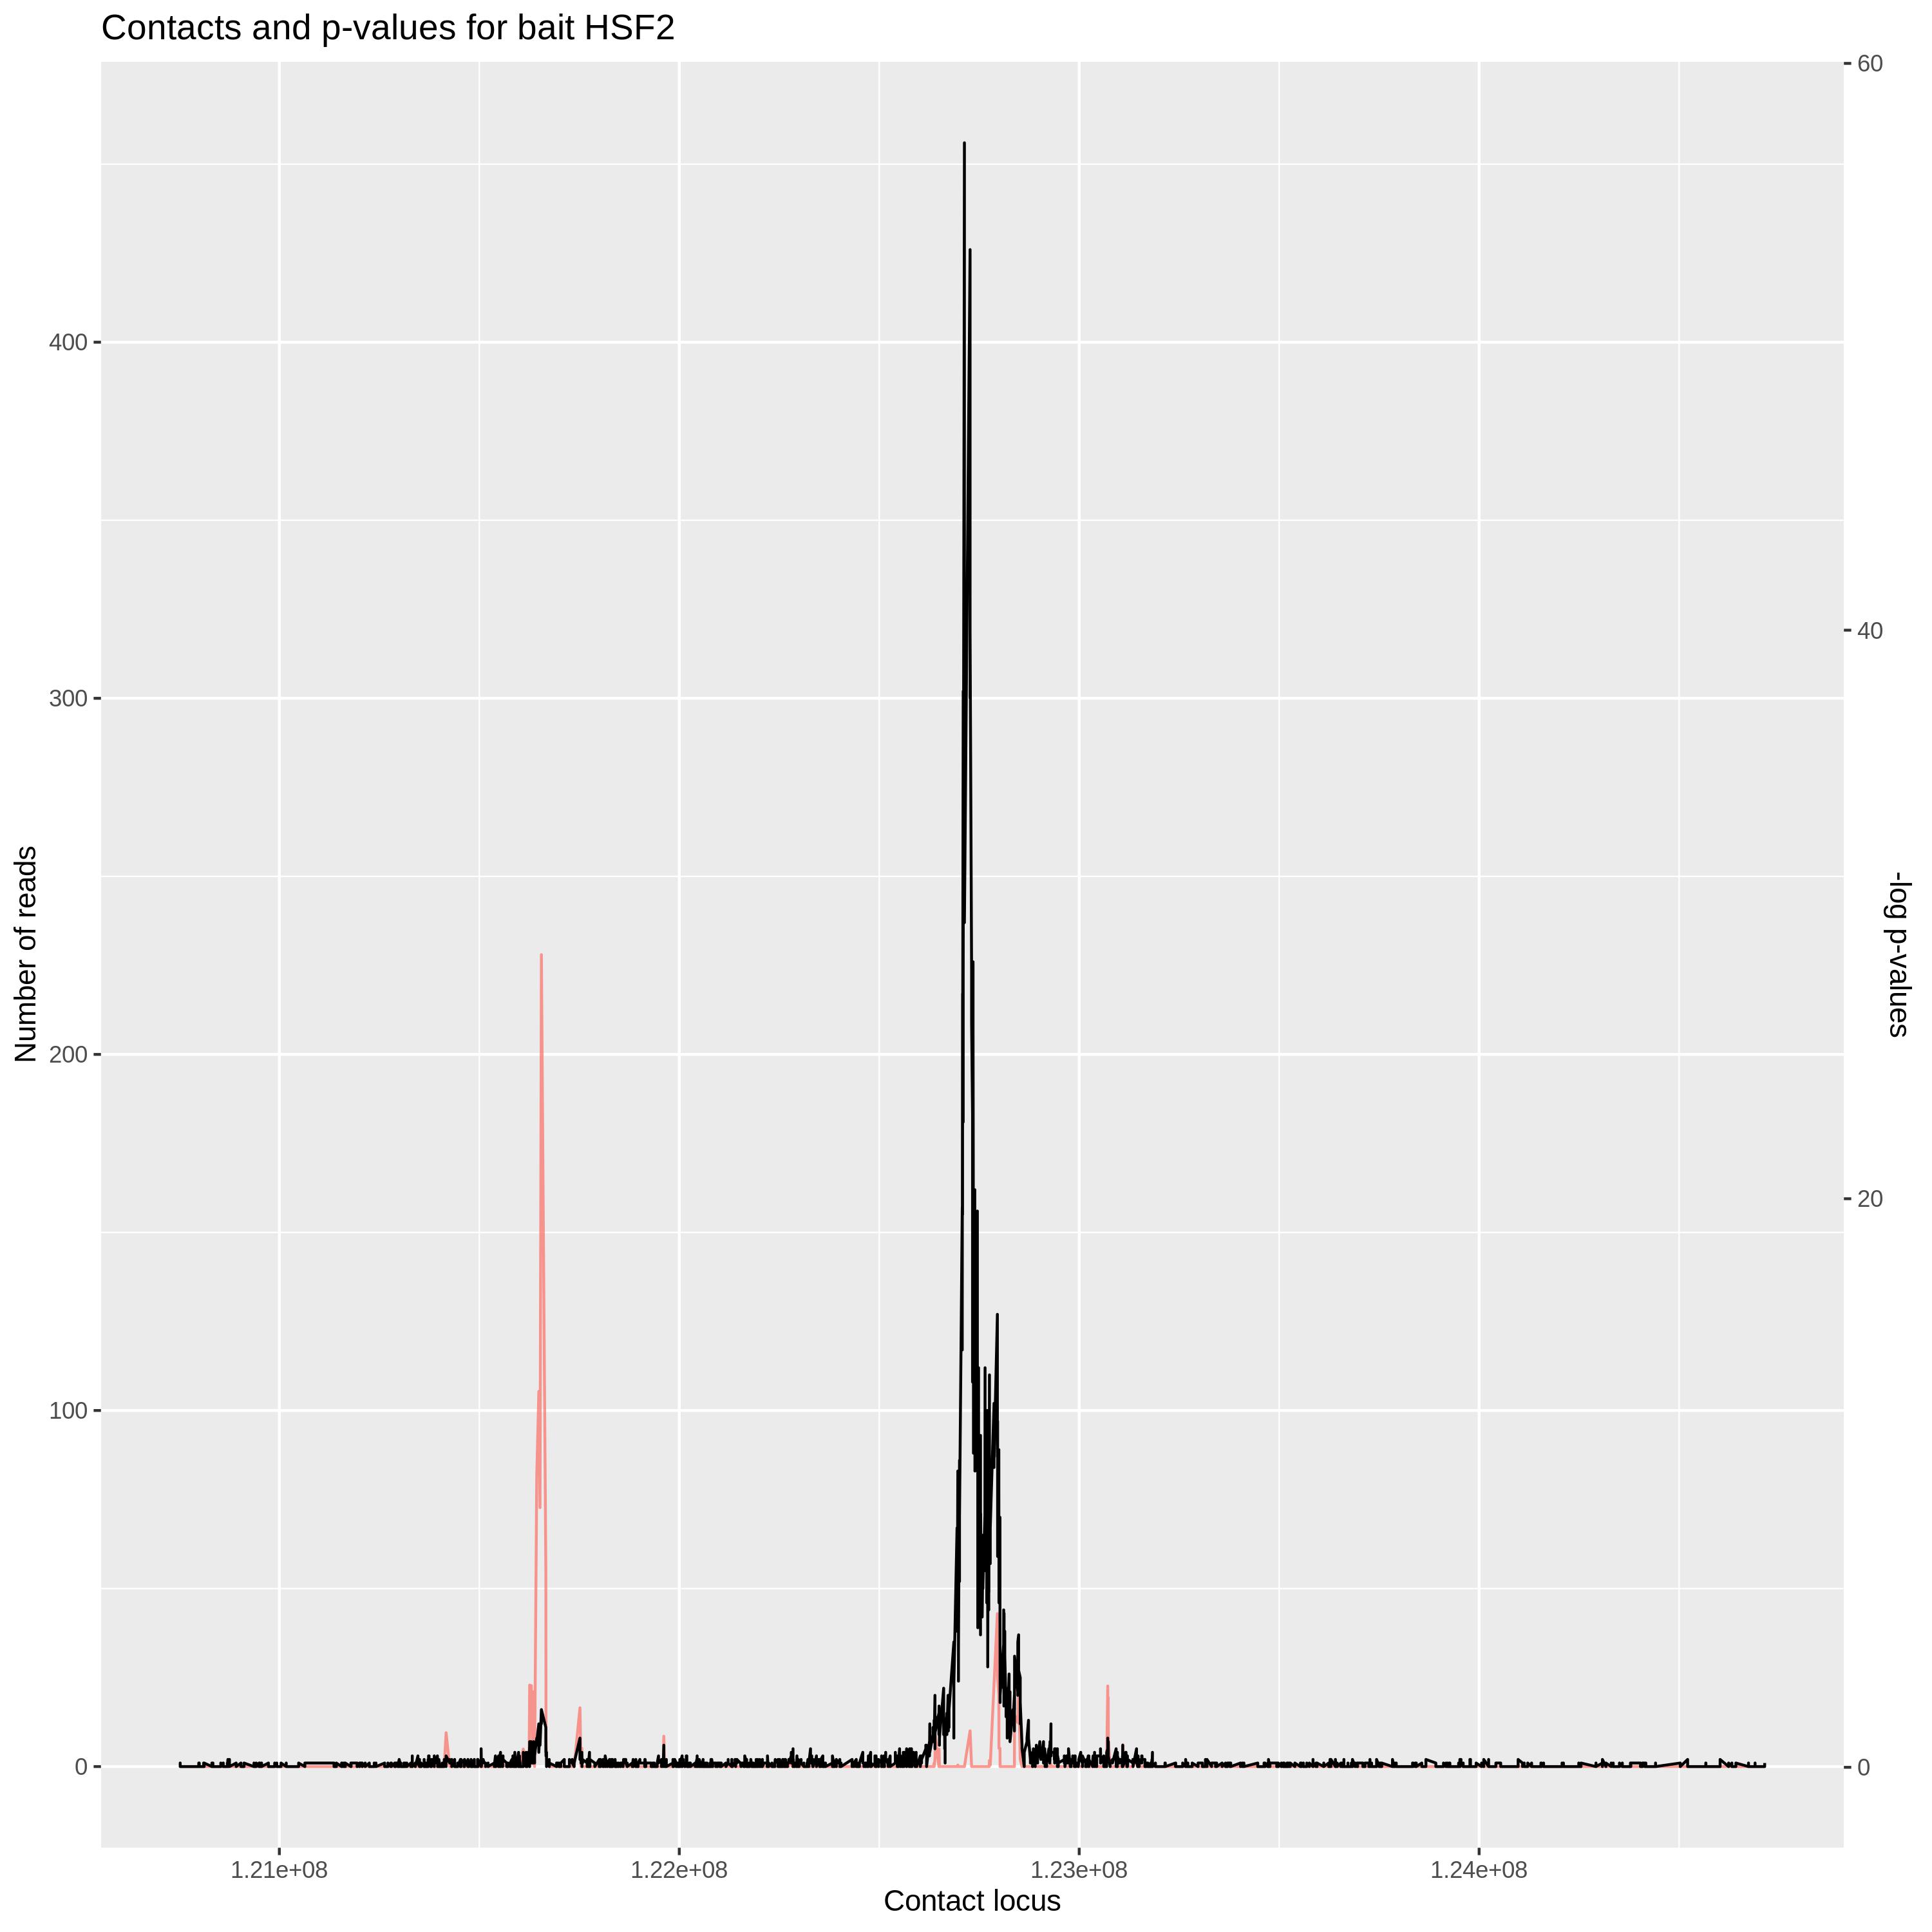 Contacts and p-values for bait HSF2
60
400
40
300
Number of reads
-log p-values
200
20
100
0
0
1.21e+08
1.22e+08
1.23e+08
1.24e+08
Contact locus